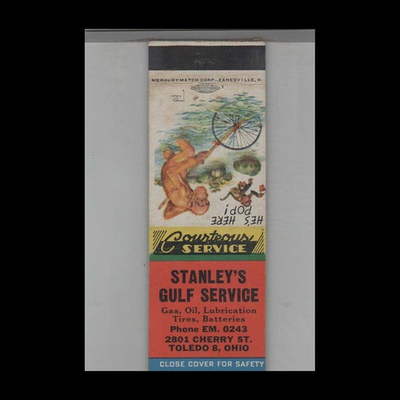 MERCURY MATCH CORP. ZANESVILLE, O.
HE'S HERE
POP!
Courteous
SERVICE
STANLEY'S
GULF SERVICE
Gas, Oil, Lubrication
Tires, Batteries
Phone EM. 0243
2801 CHERRY ST.
TOLEDO 8, OHIO
CLOSE COVER FOR SAFETY